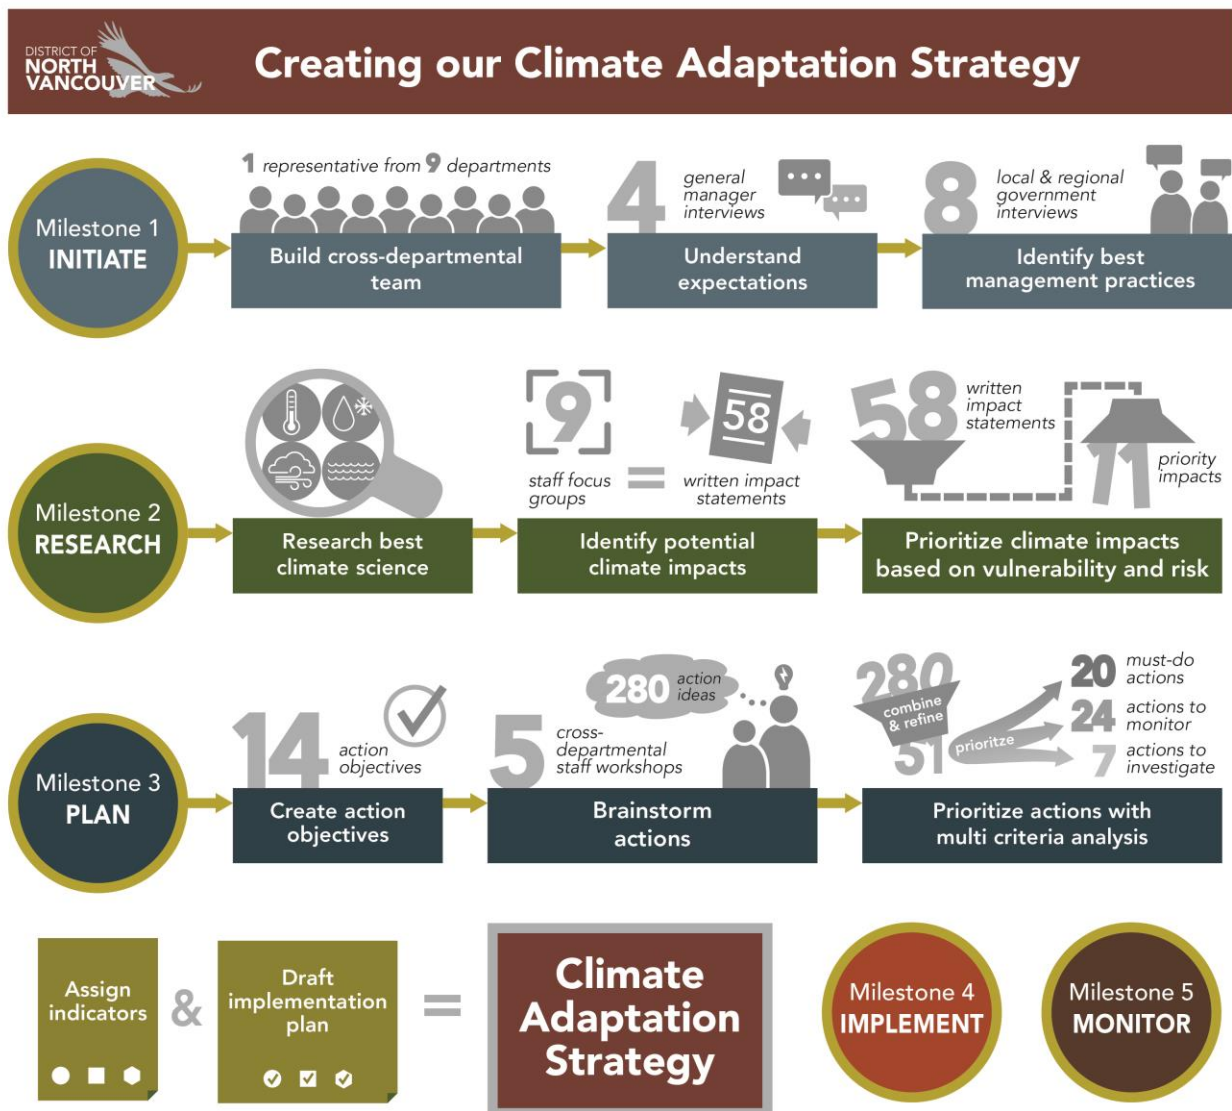 DISTRICT OF
NORTH
VANCOUVER
Creating our Climate Adaptation Strategy
Milestone 1
INITIATE
1 representative from 9 departments
Build cross-departmental
team
4
general
manager
interviews
Understand
expectations
8
local & regional
government
interviews
Identify best
management practices
Milestone 2
RESEARCH
Research best
climate science
9
staff focus
groups
=
58
written impact
statements
Identify potential
climate impacts
58
written
impact
statements
11
priority
impacts
Prioritize climate impacts
based on vulnerability and risk
Milestone 3
PLAN
14
action
objectives
Create action
objectives
5
cross-
departmental
staff workshops
280 action
ideas
Brainstorm
actions
280
combine
& refine
51
prioritze
20 must-do
actions
24 actions to
monitor
7 actions to
investigate
Prioritize actions with
multi criteria analysis
Assign
indicators
&
Draft
implementation
plan
=
Climate
Adaptation
Strategy
Milestone 4
IMPLEMENT
Milestone 5
MONITOR